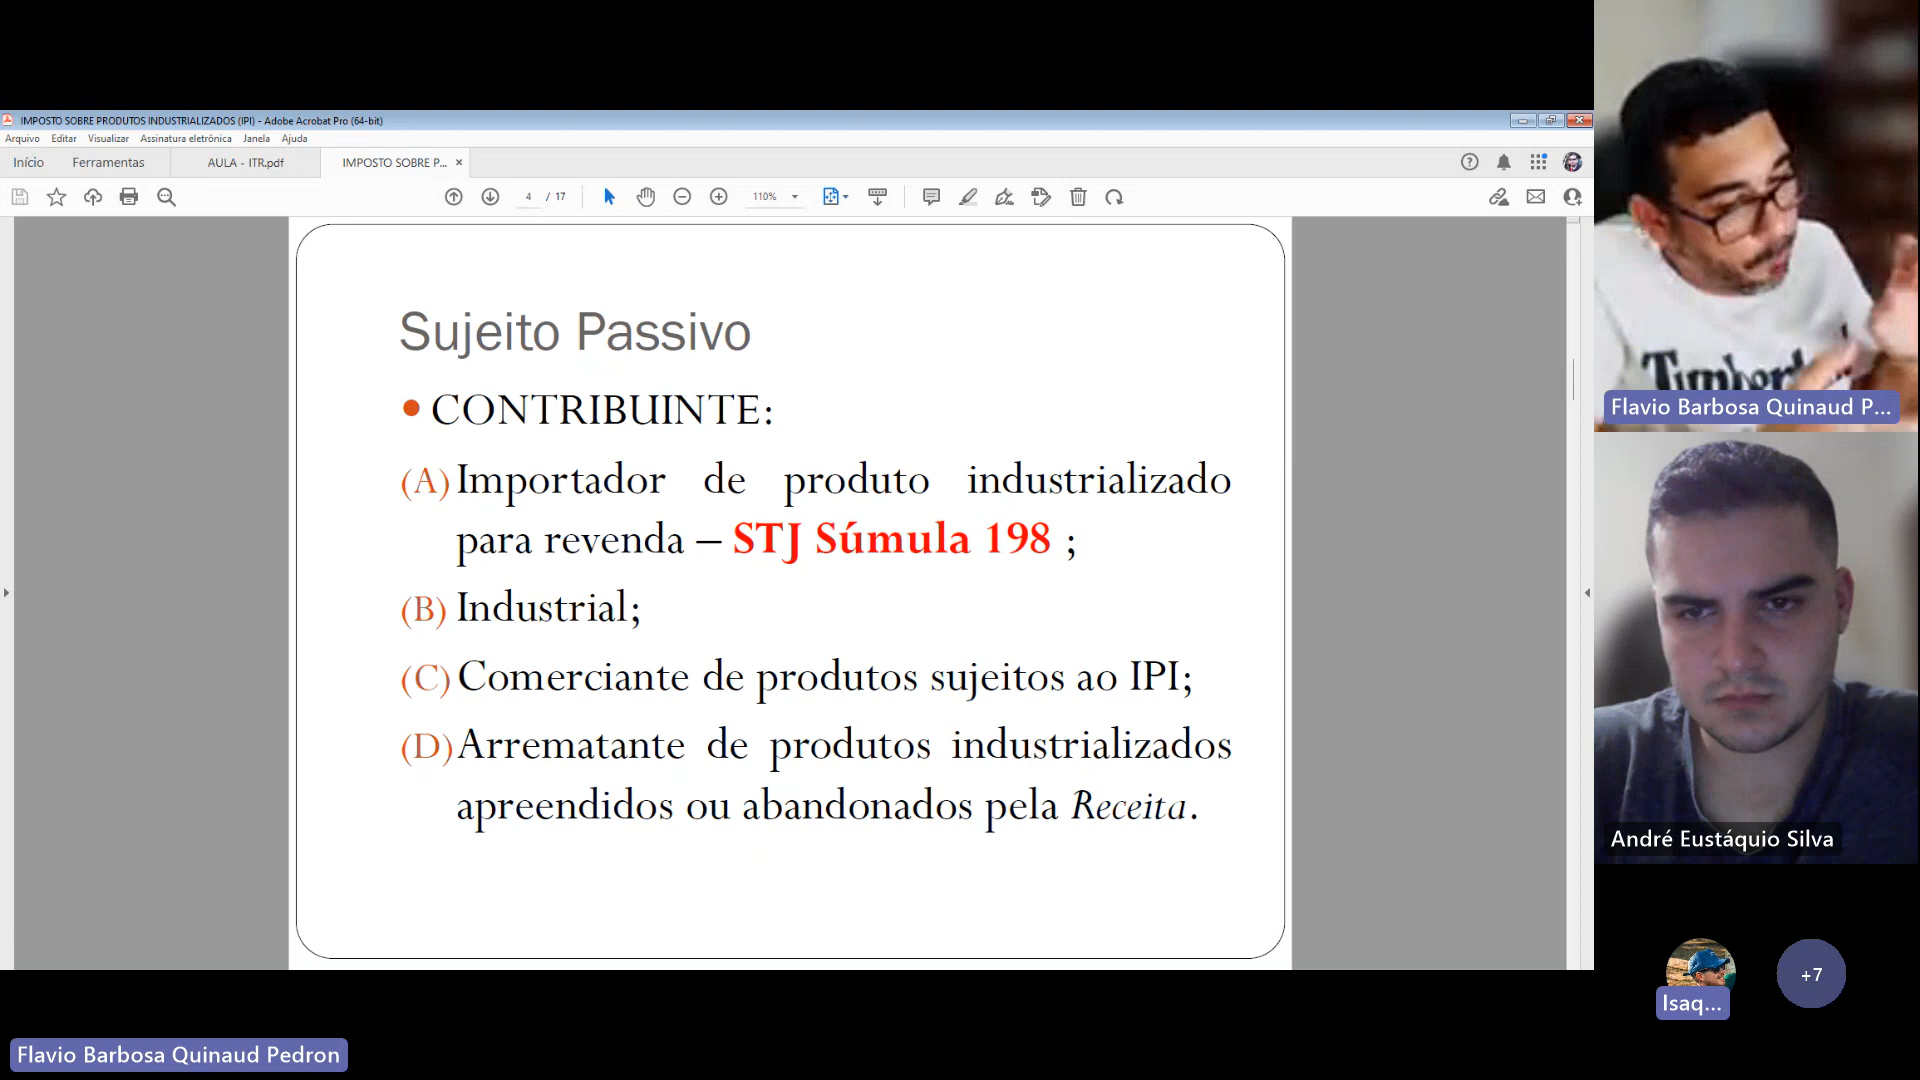 IMPOSTO SOBRE PRODUTOS INDUSTRIALIZADOS (IPI) - Adobe Acrobat Pro (64-bit)
Arquivo Editar Visualizar Assinatura eletrônica Janela Ajuda
Início Ferramentas AULA - ITR.pdf IMPOSTO SOBRE P... ×
4 / 17 110%
Sujeito Passivo
• CONTRIBUINTE:
(A) Importador de produto industrializado
para revenda – STJ Súmula 198 ;
(B) Industrial;
(C) Comerciante de produtos sujeitos ao IPI;
(D) Arrematante de produtos industrializados
apreendidos ou abandonados pela Receita.
Flavio Barbosa Quinaud P...
André Eustáquio Silva
Isaq...
+7
Flavio Barbosa Quinaud Pedron